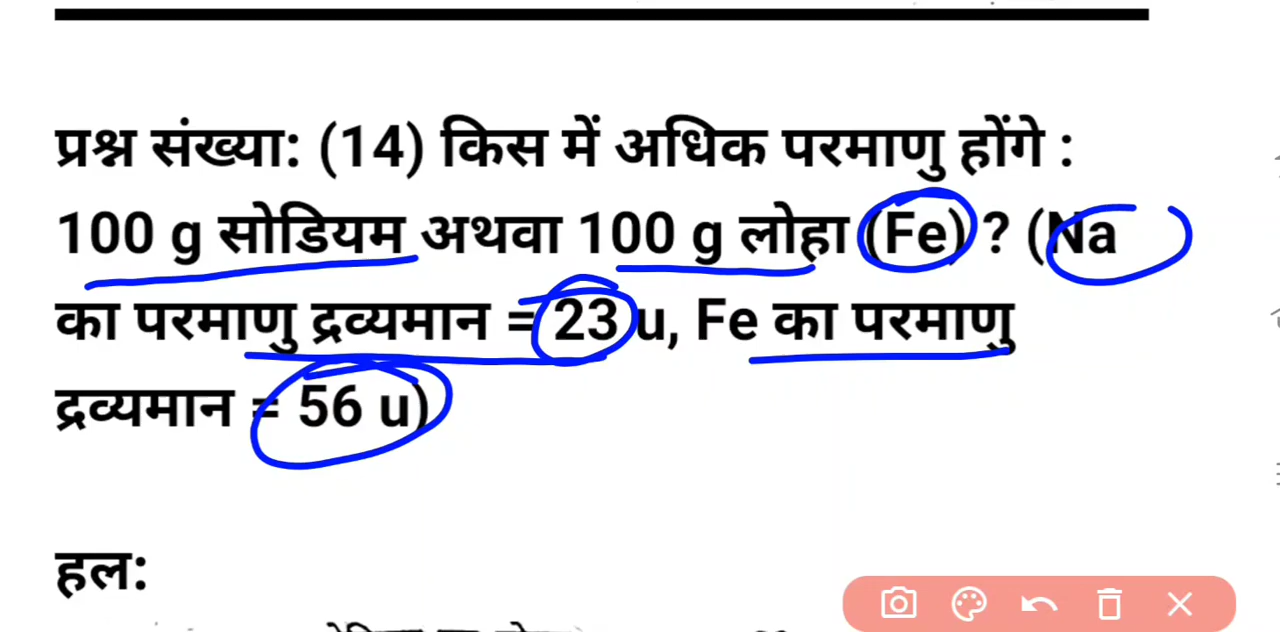 प्रश्न संख्या: (14) किस में अधिक परमाणु होंगे :
100 g सोडियम अथवा 100 g लोहा (Fe) ? (Na
का परमाणु द्रव्यमान = 23 u, Fe का परमाणु
द्रव्यमान = 56 u)
हल: